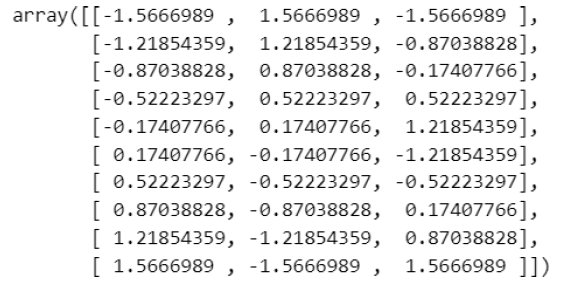 array([[-1.5666989 ,  1.5666989 , -1.5666989 ],
       [-1.21854359,  1.21854359, -0.87038828],
       [-0.87038828,  0.87038828, -0.17407766],
       [-0.52223297,  0.52223297,  0.52223297],
       [-0.17407766,  0.17407766,  1.21854359],
       [ 0.17407766, -0.17407766, -1.21854359],
       [ 0.52223297, -0.52223297, -0.52223297],
       [ 0.87038828, -0.87038828,  0.17407766],
       [ 1.21854359, -1.21854359,  0.87038828],
       [ 1.5666989 , -1.5666989 ,  1.5666989 ]])